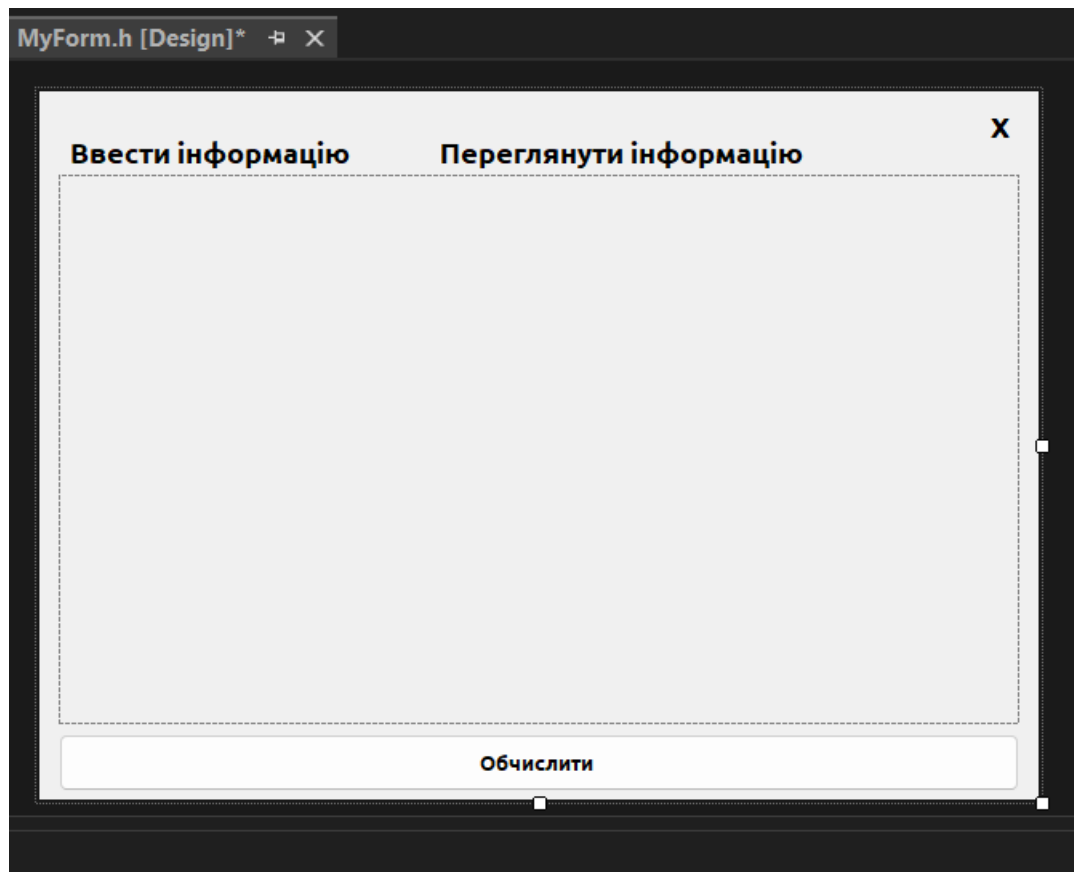 MyForm.h [Design]*
X
Ввести інформацію Переглянути інформацію
Обчислити